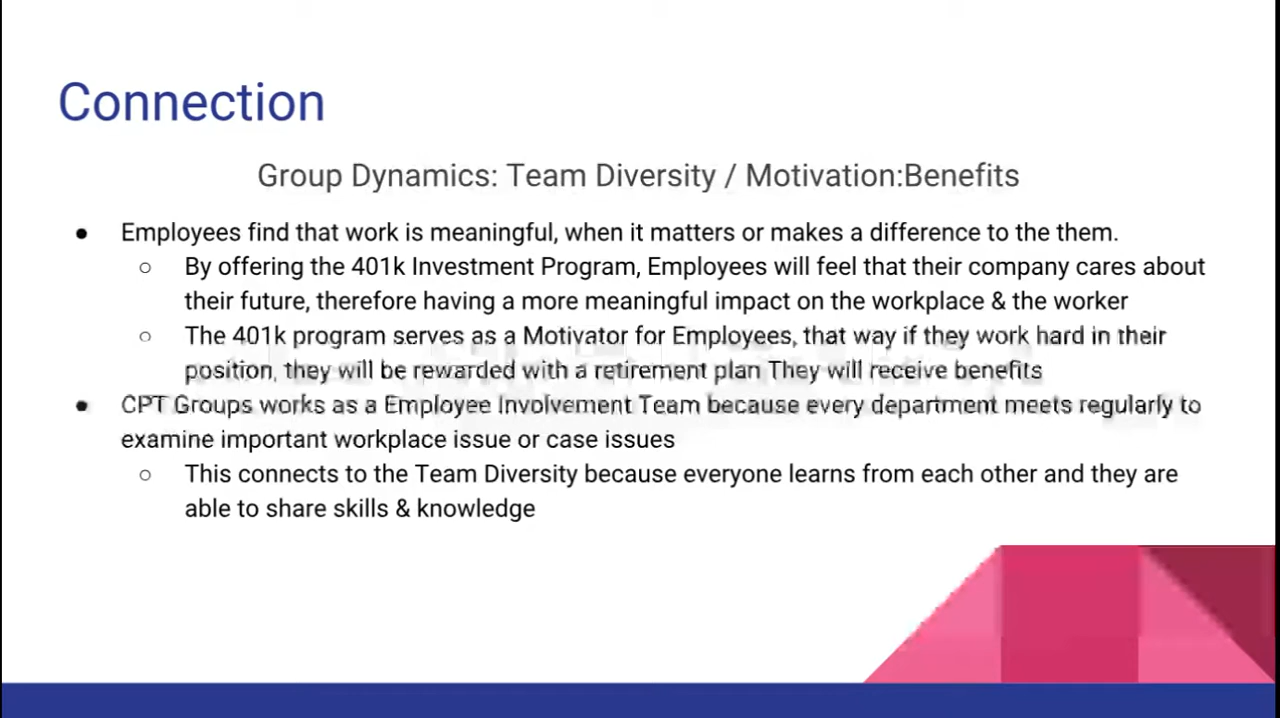 Connection
Group Dynamics: Team Diversity / Motivation:Benefits
● Employees find that work is meaningful, when it matters or makes a difference to the them.
○ By offering the 401k Investment Program, Employees will feel that their company cares about
their future, therefore having a more meaningful impact on the workplace & the worker
○ The 401k program serves as a Motivator for Employees, that way if they work hard in their
position, they will be rewarded with a retirement plan They will receive benefits
● CPT Groups works as a Employee Involvement Team because every department meets regularly to
examine important workplace issue or case issues
○ This connects to the Team Diversity because everyone learns from each other and they are
able to share skills & knowledge